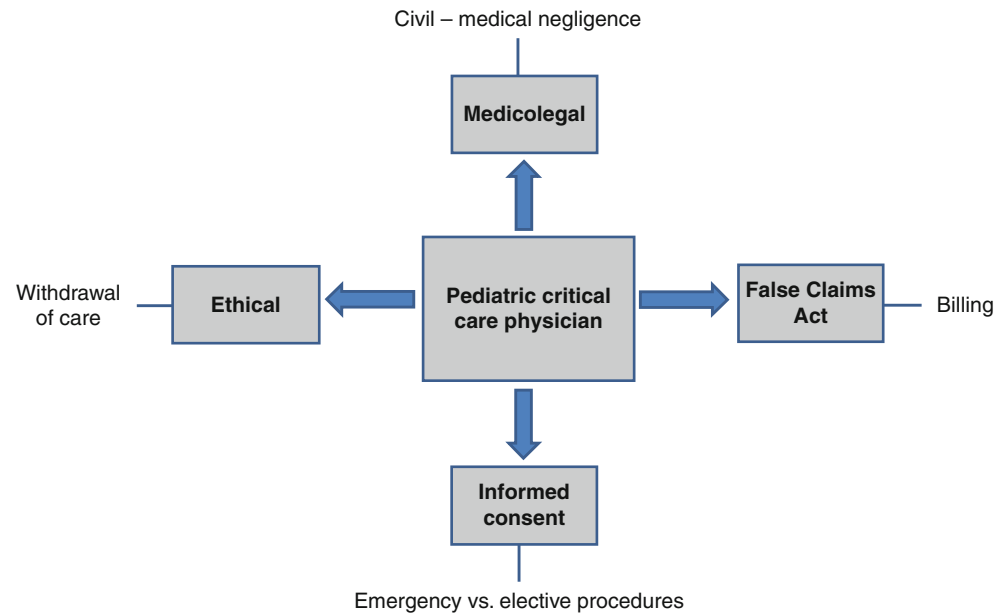 Civil – medical negligence
Medicolegal
Withdrawal
of care
Ethical
Pediatric critical
care physician
False Claims
Act
Billing
Informed
consent
Emergency vs. elective procedures